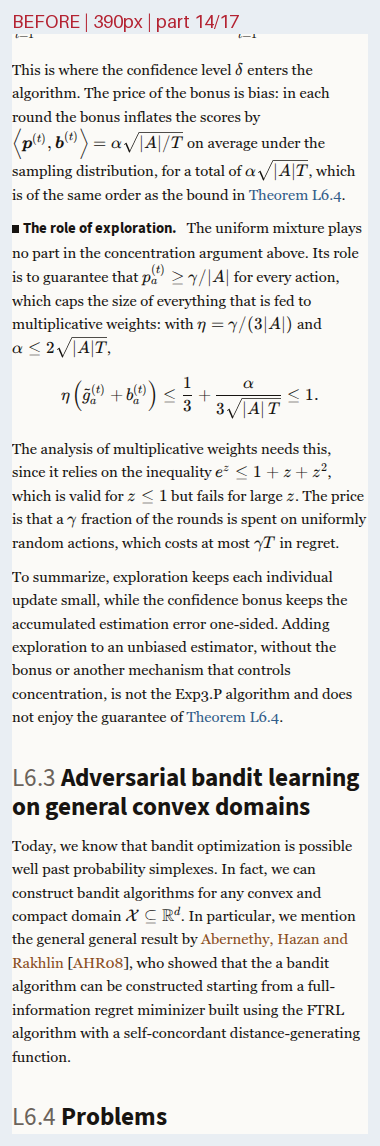 BEFORE | 390px | part 14/17
This is where the confidence level δ enters the
algorithm. The price of the bonus is bias: in each
round the bonus inflates the scores by
⟨p^(t), b^(t)⟩ = α√|A|/T on average under the
sampling distribution, for a total of α√|A|T, which
is of the same order as the bound in Theorem L6.4.
■ The role of exploration. The uniform mixture plays
no part in the concentration argument above. Its role
is to guarantee that p_a^(t) ≥ γ/|A| for every action,
which caps the size of everything that is fed to
multiplicative weights: with η = γ/(3|A|) and
α ≤ 2√|A|T,
η(g̃_a^(t) + b_a^(t)) ≤ 1/3 + α/(3√|A|T) ≤ 1.
The analysis of multiplicative weights needs this,
since it relies on the inequality e^z ≤ 1 + z + z²,
which is valid for z ≤ 1 but fails for large z. The price
is that a γ fraction of the rounds is spent on uniformly
random actions, which costs at most γT in regret.
To summarize, exploration keeps each individual
update small, while the confidence bonus keeps the
accumulated estimation error one-sided. Adding
exploration to an unbiased estimator, without the
bonus or another mechanism that controls
concentration, is not the Exp3.P algorithm and does
not enjoy the guarantee of Theorem L6.4.
L6.3 Adversarial bandit learning
on general convex domains
Today, we know that bandit optimization is possible
well past probability simplexes. In fact, we can
construct bandit algorithms for any convex and
compact domain 𝒳 ⊆ ℝ^d. In particular, we mention
the general general result by Abernethy, Hazan and
Rakhlin [AHR08], who showed that the a bandit
algorithm can be constructed starting from a full-
information regret miminizer built using the FTRL
algorithm with a self-concordant distance-generating
function.
L6.4 Problems